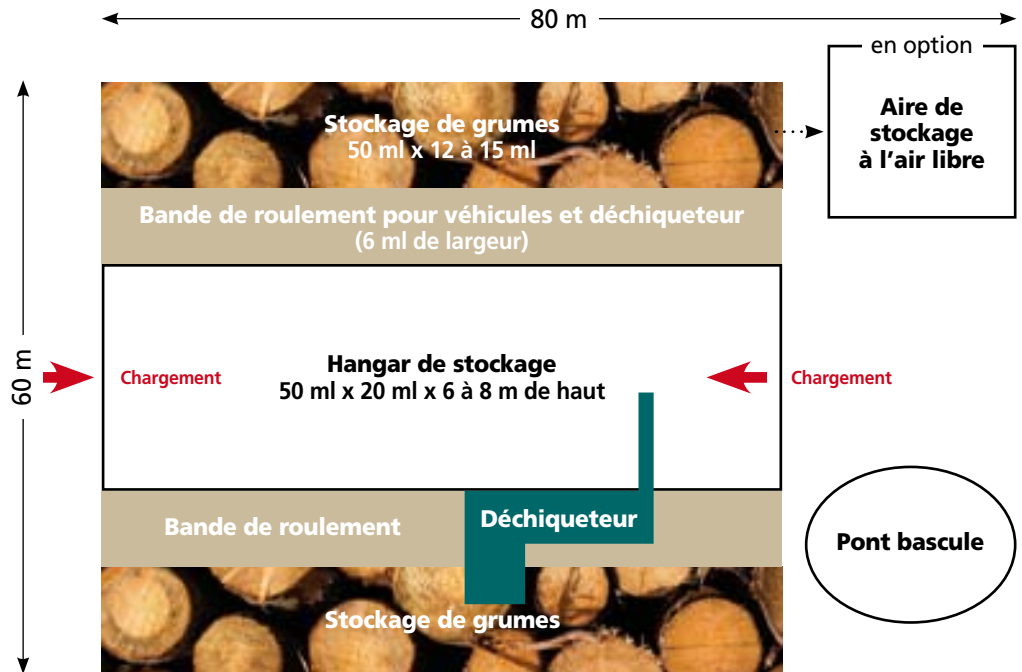 80 m
en option
Aire de
stockage
à l'air libre
Stockage de grumes
50 ml x 12 à 15 ml
Bande de roulement pour véhicules et déchiqueteur
(6 ml de largeur)
60 m
Chargement
Hangar de stockage
50 ml x 20 ml x 6 à 8 m de haut
Chargement
Bande de roulement
Déchiqueteur
Pont bascule
Stockage de grumes